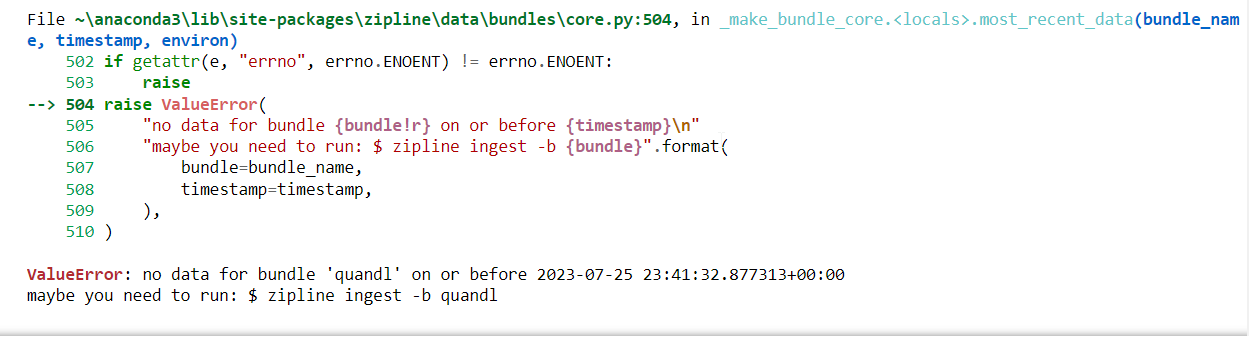 File ~\anaconda3\lib\site-packages\zipline\data\bundles\core.py:504, in _make_bundle_core.<locals>.most_recent_data(bundle_nam
e, timestamp, environ)
502 if getattr(e, "errno", errno.ENOENT) != errno.ENOENT:
503     raise
--> 504 raise ValueError(
505     "no data for bundle {bundle!r} on or before {timestamp}\n"
506     "maybe you need to run: $ zipline ingest -b {bundle}".format(
507         bundle=bundle_name,
508         timestamp=timestamp,
509     ),
510 )
ValueError: no data for bundle 'quandl' on or before 2023-07-25 23:41:32.877313+00:00
maybe you need to run: $ zipline ingest -b quandl